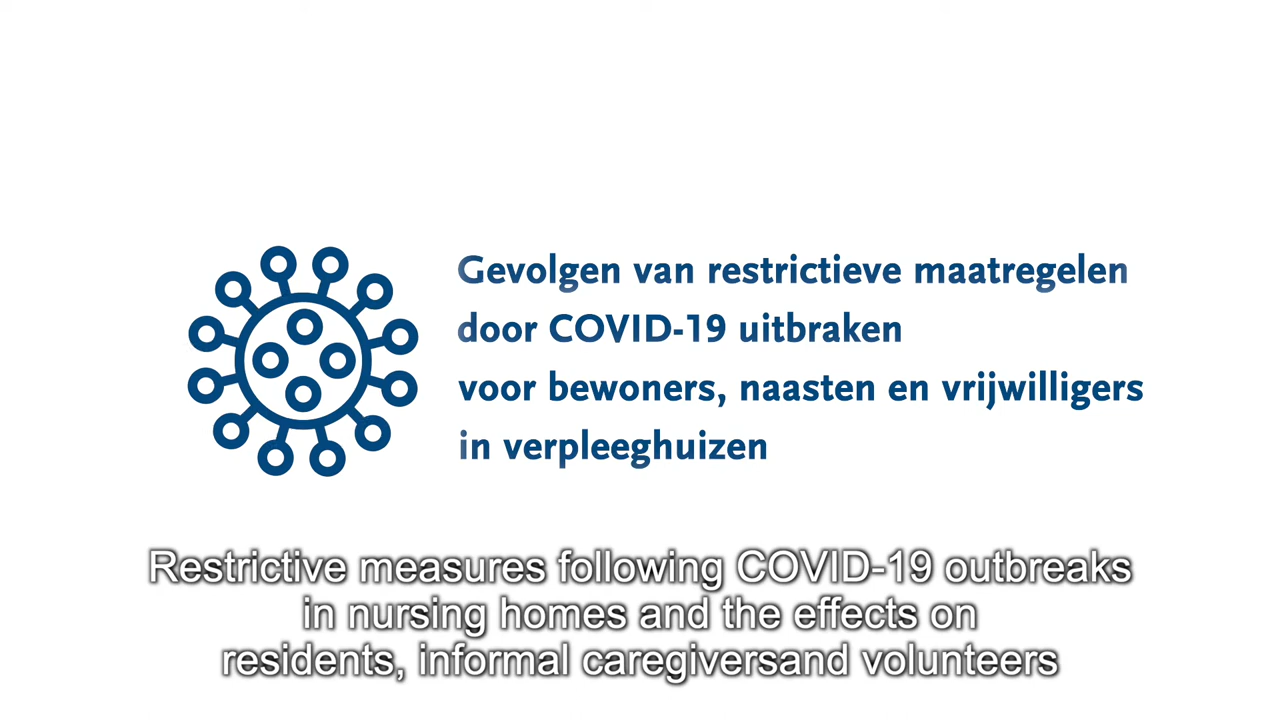 Gevolgen van restrictieve maatregelen
door COVID-19 uitbraken
voor bewoners, naasten en vrijwilligers
in verpleeghuizen
Restrictive measures following COVID-19 outbreaks
in nursing homes and the effects on
residents, informal caregiversand volunteers